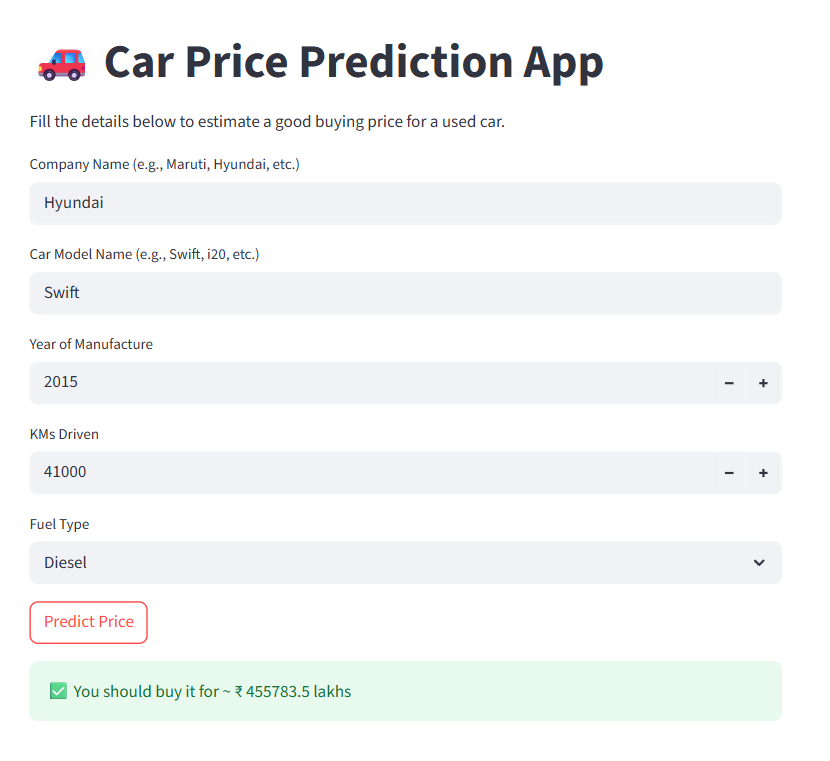 Car Price Prediction App
Fill the details below to estimate a good buying price for a used car.
Company Name (e.g., Maruti, Hyundai, etc.)
Hyundai
Car Model Name (e.g., Swift, i20, etc.)
Swift
Year of Manufacture
2015
KMs Driven
41000
Fuel Type
Diesel
Predict Price
You should buy it for ~ ₹ 455783.5 lakhs